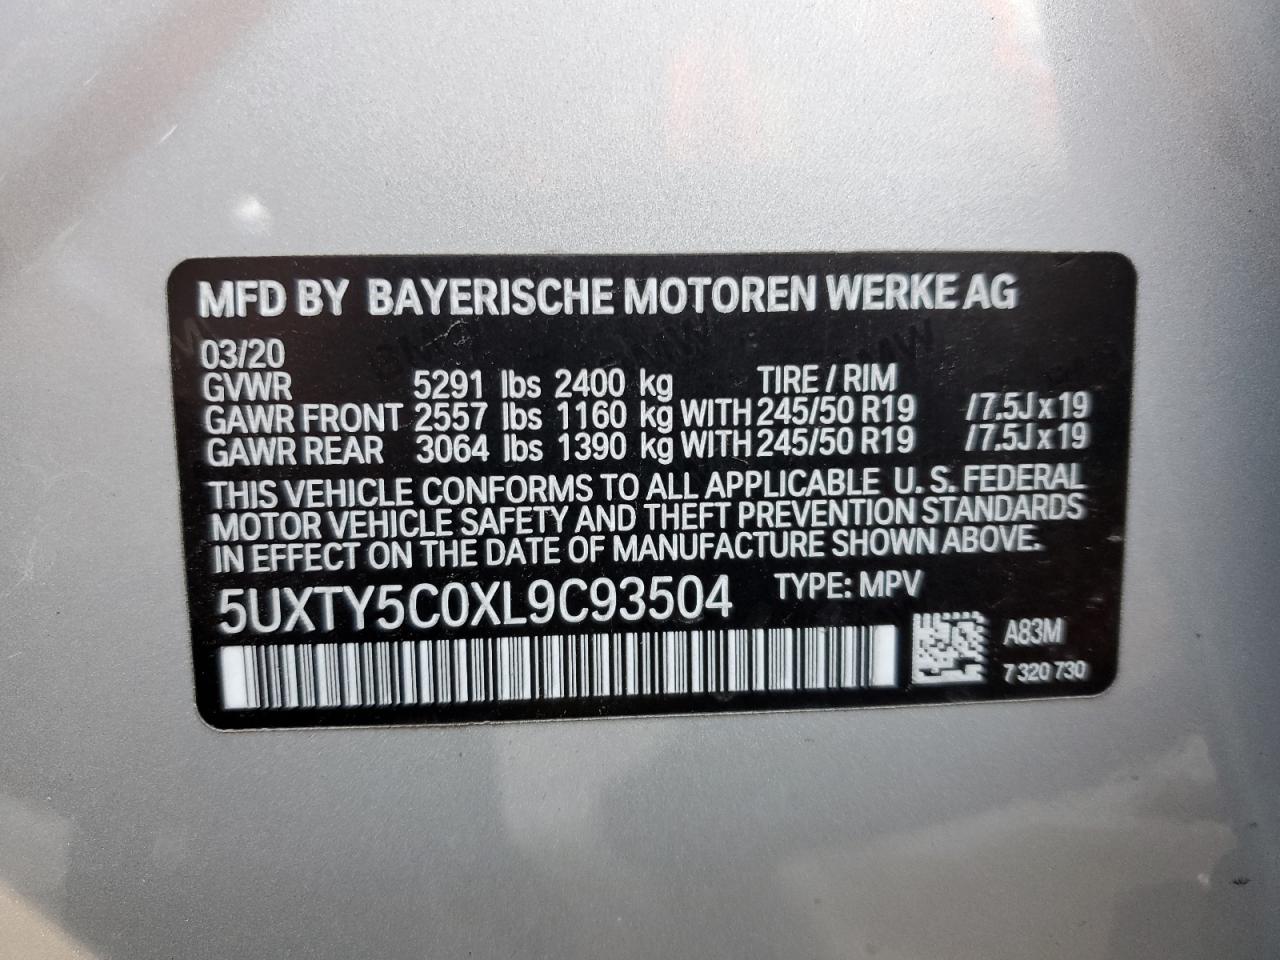 MFD BY BAYERISCHE MOTOREN WERKE AG
03/20
GVWR 5291 lbs 2400 kg TIRE / RIM
GAWR FRONT 2557 lbs 1160 kg WITH 245/50 R19 / 7.5J x 19
GAWR REAR 3064 lbs 1390 kg WITH 245/50 R19 / 7.5J x 19
THIS VEHICLE CONFORMS TO ALL APPLICABLE U. S. FEDERAL
MOTOR VEHICLE SAFETY AND THEFT PREVENTION STANDARDS
IN EFFECT ON THE DATE OF MANUFACTURE SHOWN ABOVE.
5UXTY5C0XL9C93504 TYPE: MPV
A83M
7 320 730